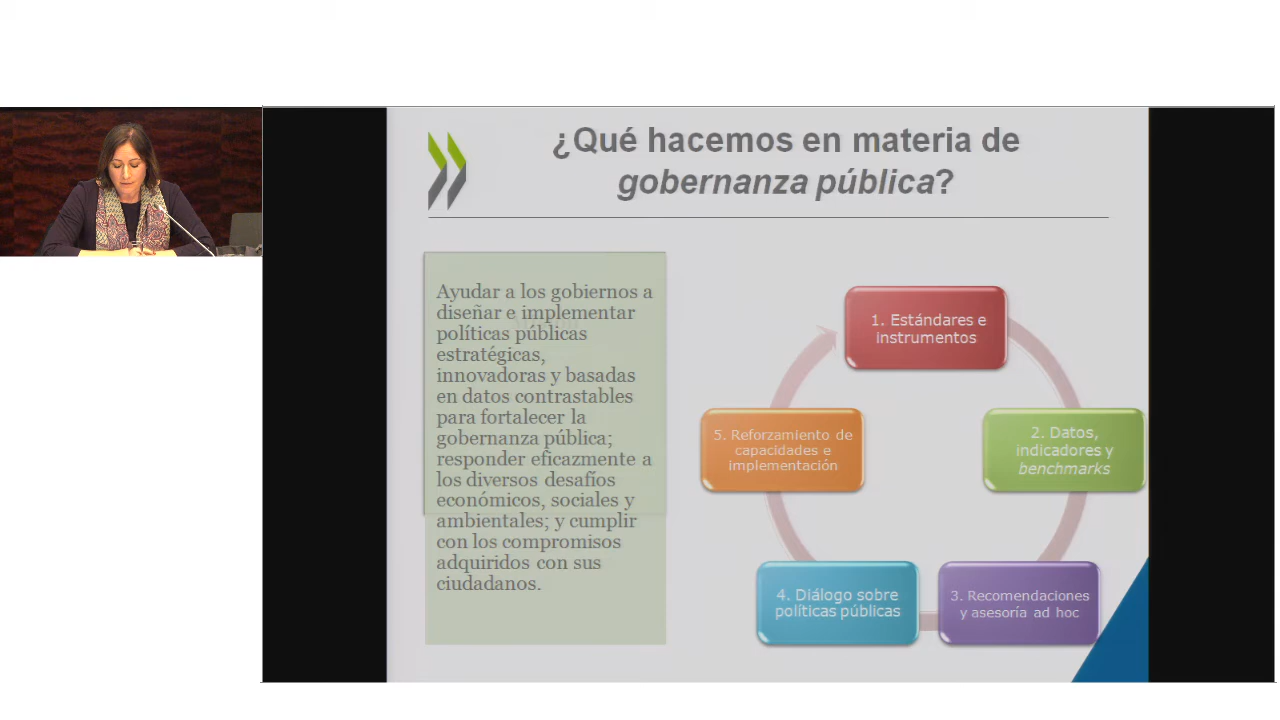 ¿Qué hacemos en materia de
gobernanza pública?
Ayudar a los gobiernos a
diseñar e implementar
políticas públicas
estratégicas,
innovadoras y basadas
en datos contrastables
para fortalecer la
gobernanza pública;
responder eficazmente a
los diversos desafíos
económicos, sociales y
ambientales; y cumplir
con los compromisos
adquiridos con sus
ciudadanos.
1. Estándares e
instrumentos
2. Datos,
indicadores y
benchmarks
3. Recomendaciones
y asesoría ad hoc
4. Diálogo sobre
políticas públicas
5. Reforzamiento de
capacidades e
implementación